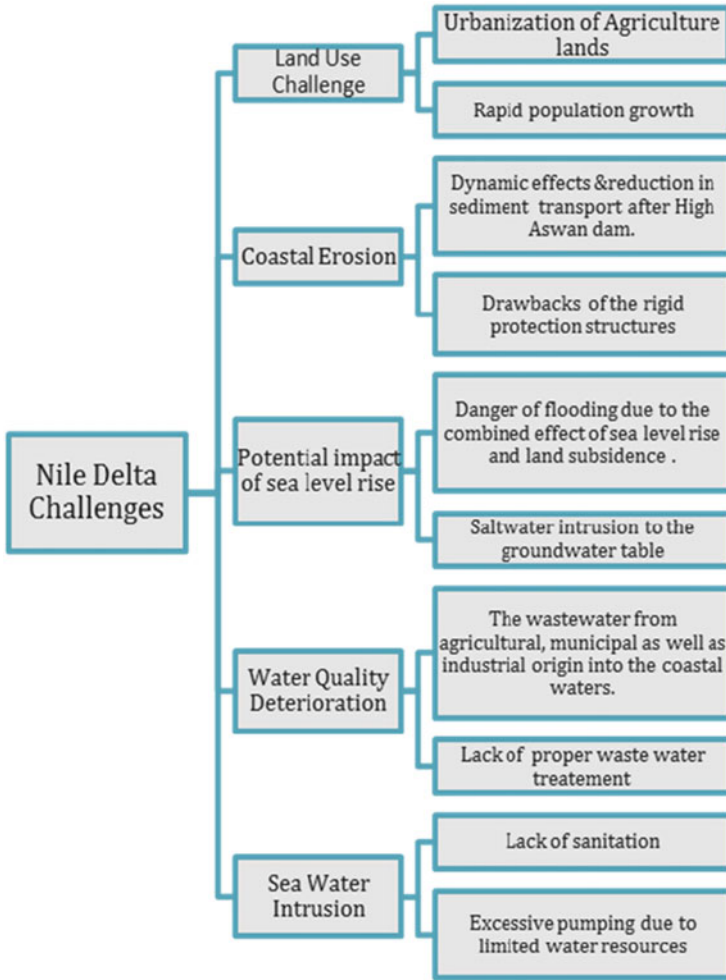 Nile Delta
Challenges
Land Use
Challenge
Urbanization of Agriculture
lands
Rapid population growth
Coastal Erosion
Dynamic effects &reduction in
sediment transport after High
Aswan dam.
Drawbacks of the rigid
protection structures
Potential impact
of sea level rise
Danger of flooding due to the
combined effect of sea level rise
and land subsidence .
Saltwater intrusion to the
groundwater table
Water Quality
Deterioration
The wastewater from
agricultural, municipal as well as
industrial origin into the coastal
waters.
Lack of proper waste water
treatement
Sea Water
Intrusion
Lack of sanitation
Excessive pumping due to
limited water resources